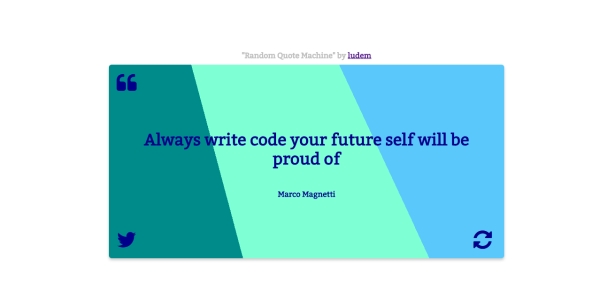 "Random Quote Machine" by ludem
Always write code your future self will be
proud of
Marco Magnetti